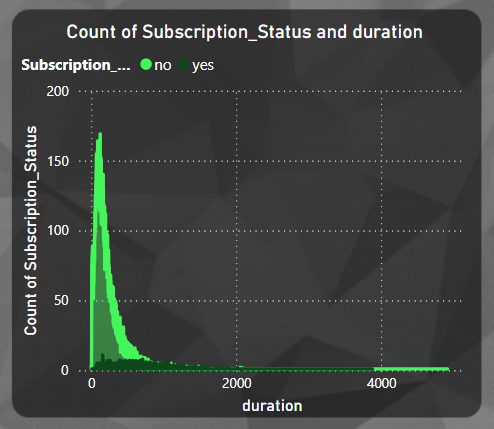 Count of Subscription_Status and duration
Subscription_... no yes
200
150
100
50
0
Count of Subscription_Status
0 2000 4000
duration